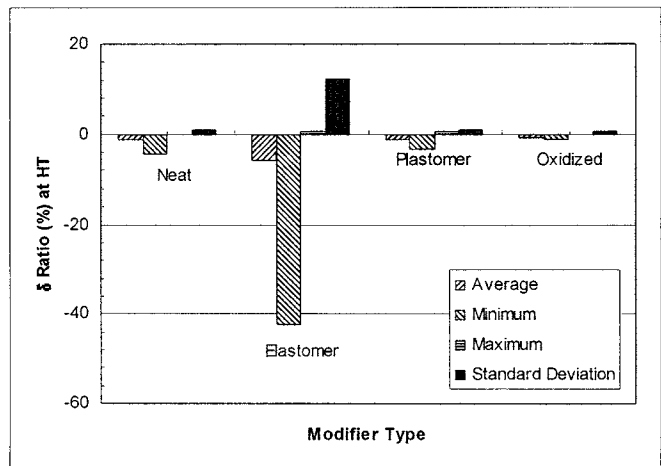 20
0
-20
-40
-60
δ Ratio (%) at HT
Neat
Elastomer
Plastomer
Oxidized
Average
Minimum
Maximum
Standard Deviation
Modifier Type